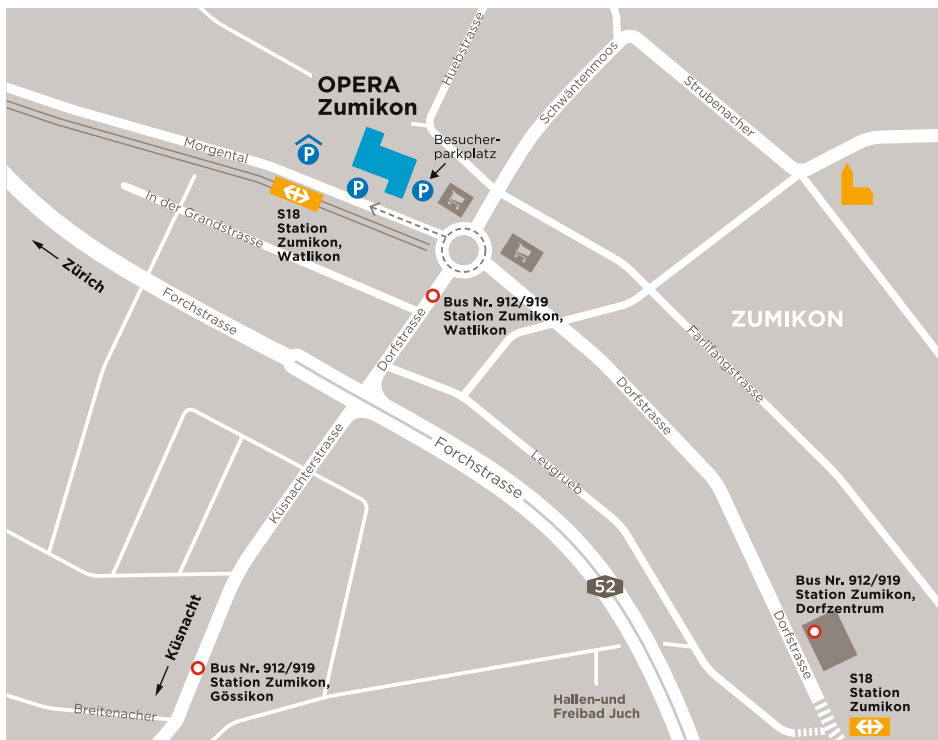 OPERA
Zumikon
Huebstrasse
Schwäntenmoos
Strubenacher
Besucher-
parkplatz
Morgental
P
P
P
In der Grandstrasse
S18
Station
Zumikon,
Watlikon
Zürich
Forchstrasse
Bus Nr. 912/919
Station Zumikon,
Watlikon
ZUMIKON
Dorfstrasse
Farlifangstrasse
Dorfstrasse
Küsnachterstrasse
Forchstrasse
Leugrueb
52
Bus Nr. 912/919
Station Zumikon,
Dorfzentrum
Dorfstrasse
Küsnacht
Bus Nr. 912/919
Station Zumikon,
Gössikon
Breitenacher
Hallen-und
Freibad Juch
S18
Station
Zumikon